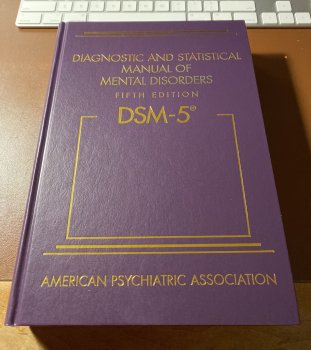 DIAGNOSTIC AND STATISTICAL
MANUAL OF
MENTAL DISORDERS
FIFTH EDITION
DSM-5®
AMERICAN PSYCHIATRIC ASSOCIATION